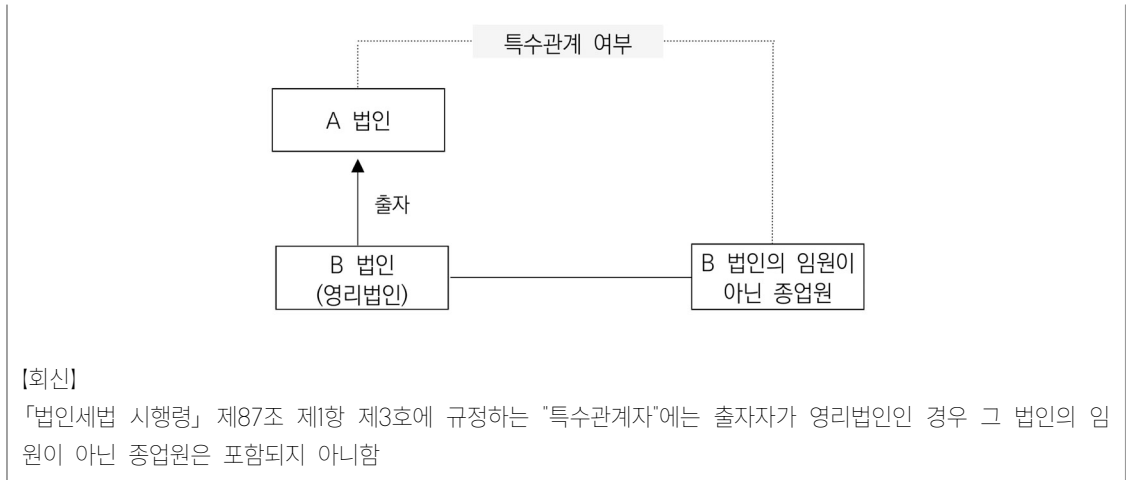 특수관계 여부
A 법인
출자
B 법인
(영리법인)
B 법인의 임원이
아닌 종업원
【회신】
「법인세법 시행령」 제87조 제1항 제3호에 규정하는 "특수관계자"에는 출자자가 영리법인인 경우 그 법인의 임
원이 아닌 종업원은 포함되지 아니함